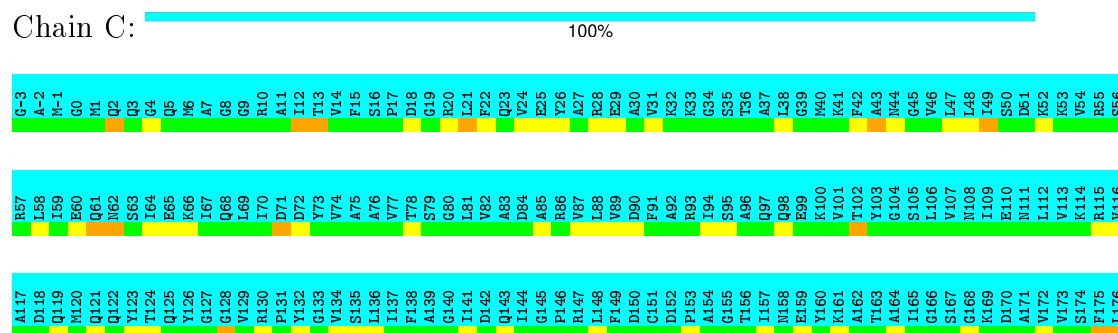 Chain C:
100%
G-3 A-2 M-1 G0 M1 Q2 Q3 G4 Q5 M6 A7 G8 G9 R10 A11 I12 T13 V14 F15 S16 P17 D18 G19 R20 L21 F22 Q23 V24 E25 Y26 A27 R28 E29 A30 V31 K32 K33 G34 S35 T36 A37 L38 G39 M40 K41 F42 A43 N44 G45 V46 L47 L48 I49 S50 D51 K52 K53 V54 R55 S56
R57 L58 I59 E60 Q61 N62 S63 I64 E65 K66 I67 Q68 L69 I70 D71 D72 Y73 V74 A75 A76 V77 T78 S79 G80 L81 V82 A83 D84 A85 R86 V87 L88 V89 D90 F91 A92 R93 I94 S95 A96 Q97 Q98 E99 K100 V101 T102 Y103 G104 S105 L106 V107 N108 I109 E110 N111 L112 V113 K114 R115 V116
A117 D118 Q119 M120 Q121 Q122 Y123 T124 Q125 Y126 G127 G128 V129 R130 P131 Y132 G133 V134 S135 L136 I137 F138 A139 G140 I141 D142 Q143 I144 G145 P146 R147 L148 F149 D150 C151 D152 P153 A154 G155 T156 I157 N158 E159 Y160 K161 A162 T163 A164 I165 G166 S167 G168 K169 D170 A171 V172 V173 S174 F175